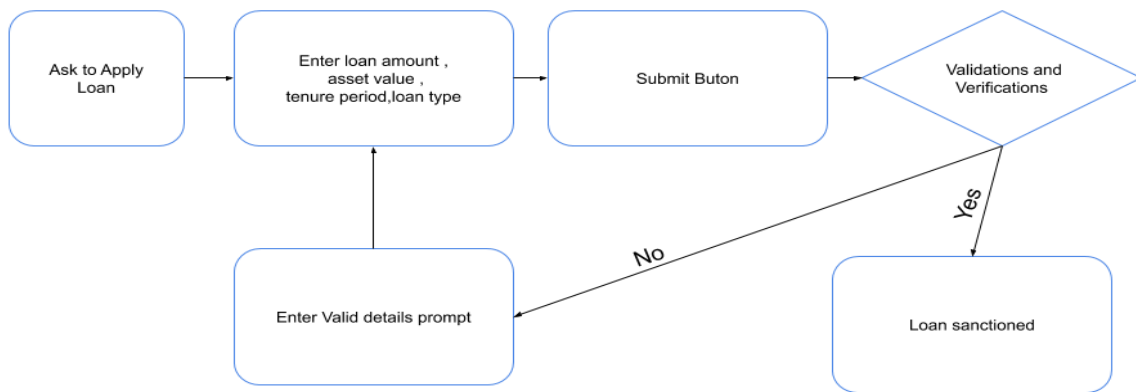 Ask to Apply
Loan
Enter loan amount ,
asset value ,
tenure period,loan type
Submit Buton
Validations and
Verifications
No
Yes
Enter Valid details prompt
Loan sanctioned